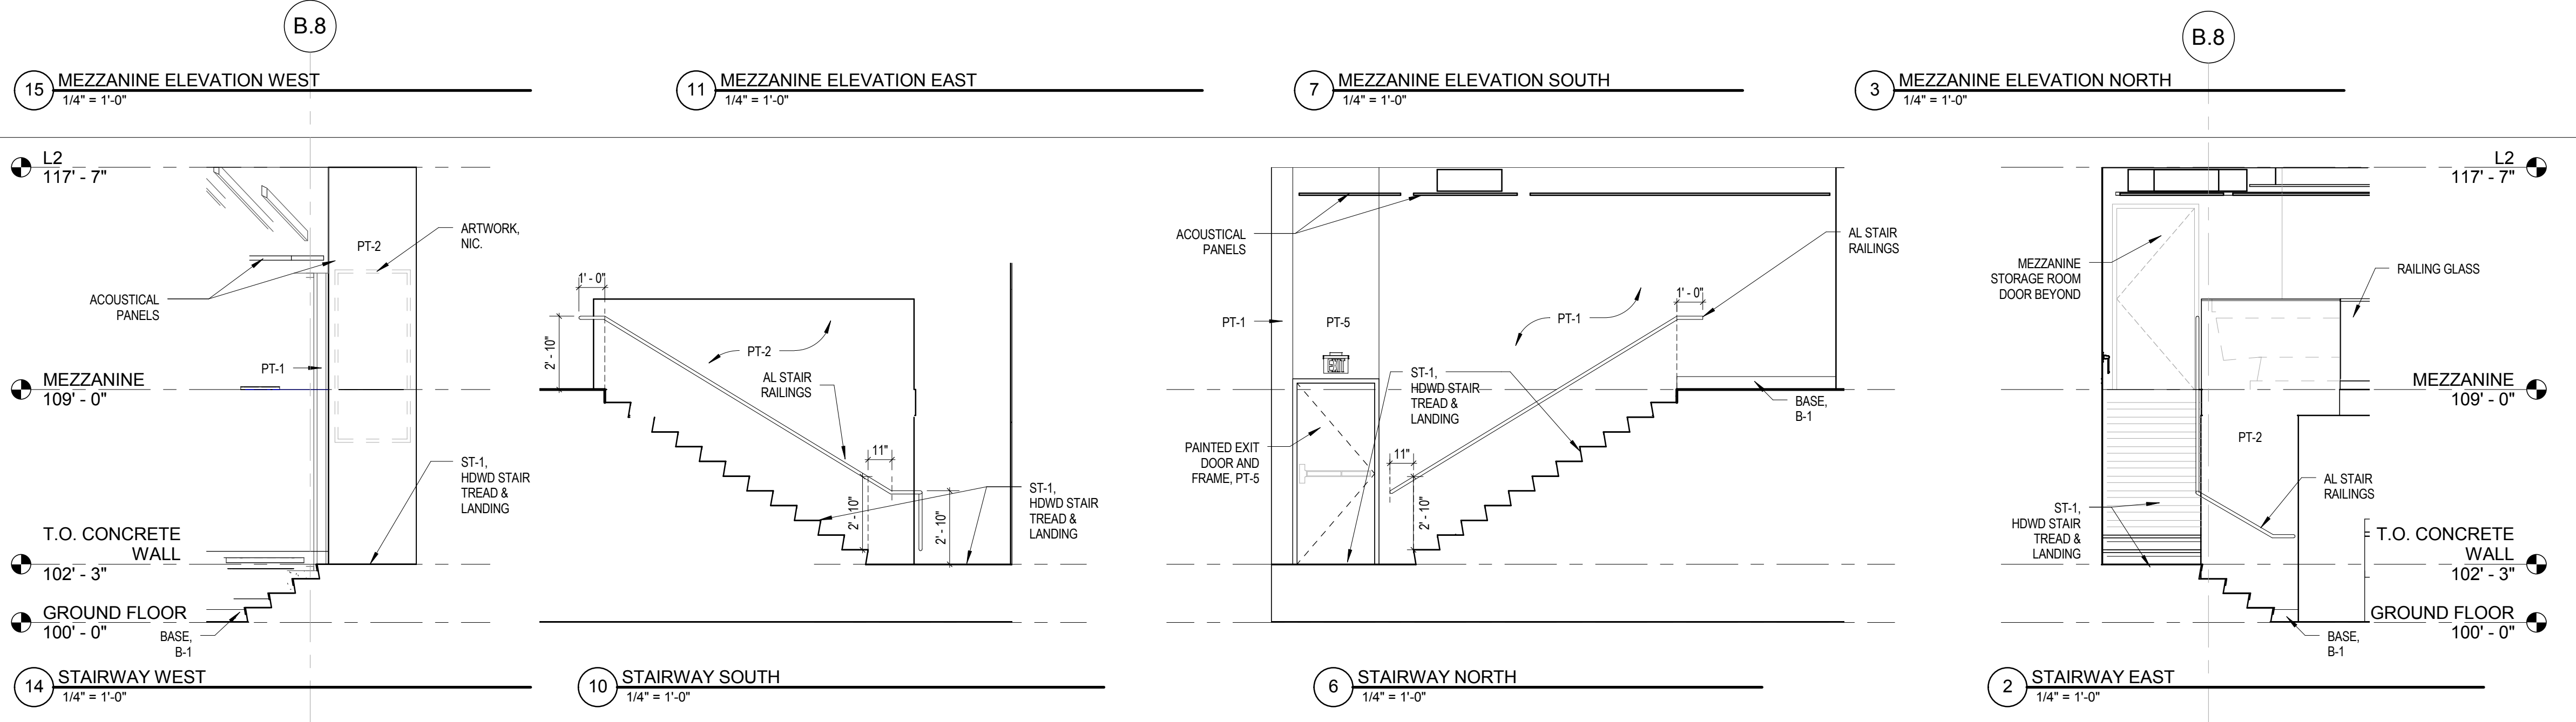 B.8
B.8
15
MEZZANINE ELEVATION WEST
1/4" = 1'-0"
11
MEZZANINE ELEVATION EAST
1/4" = 1'-0"
7
MEZZANINE ELEVATION SOUTH
1/4" = 1'-0"
3
MEZZANINE ELEVATION NORTH
1/4" = 1'-0"
L2
117' - 7"
MEZZANINE
109' - 0"
T.O. CONCRETE
WALL
102' - 3"
GROUND FLOOR
100' - 0"
ACOUSTICAL
PANELS
PT-2
ARTWORK,
NIC.
PT-1
ST-1,
HDWD STAIR
TREAD &
LANDING
BASE,
B-1
14
STAIRWAY WEST
1/4" = 1'-0"
1' - 0"
2' - 10"
PT-2
AL STAIR
RAILINGS
11"
2' - 10"
2' - 10"
ST-1,
HDWD STAIR
TREAD &
LANDING
10
STAIRWAY SOUTH
1/4" = 1'-0"
ACOUSTICAL
PANELS
AL STAIR
RAILINGS
PT-1
PT-5
EXIT
PT-1
1' - 0"
ST-1,
HDWD STAIR
TREAD &
LANDING
BASE,
B-1
PAINTED EXIT
DOOR AND
FRAME, PT-5
11"
2' - 10"
6
STAIRWAY NORTH
1/4" = 1'-0"
L2
117' - 7"
MEZZANINE
STORAGE ROOM
DOOR BEYOND
RAILING GLASS
MEZZANINE
109' - 0"
PT-2
AL STAIR
RAILINGS
ST-1,
HDWD STAIR
TREAD &
LANDING
T.O. CONCRETE
WALL
102' - 3"
GROUND FLOOR
100' - 0"
BASE,
B-1
2
STAIRWAY EAST
1/4" = 1'-0"